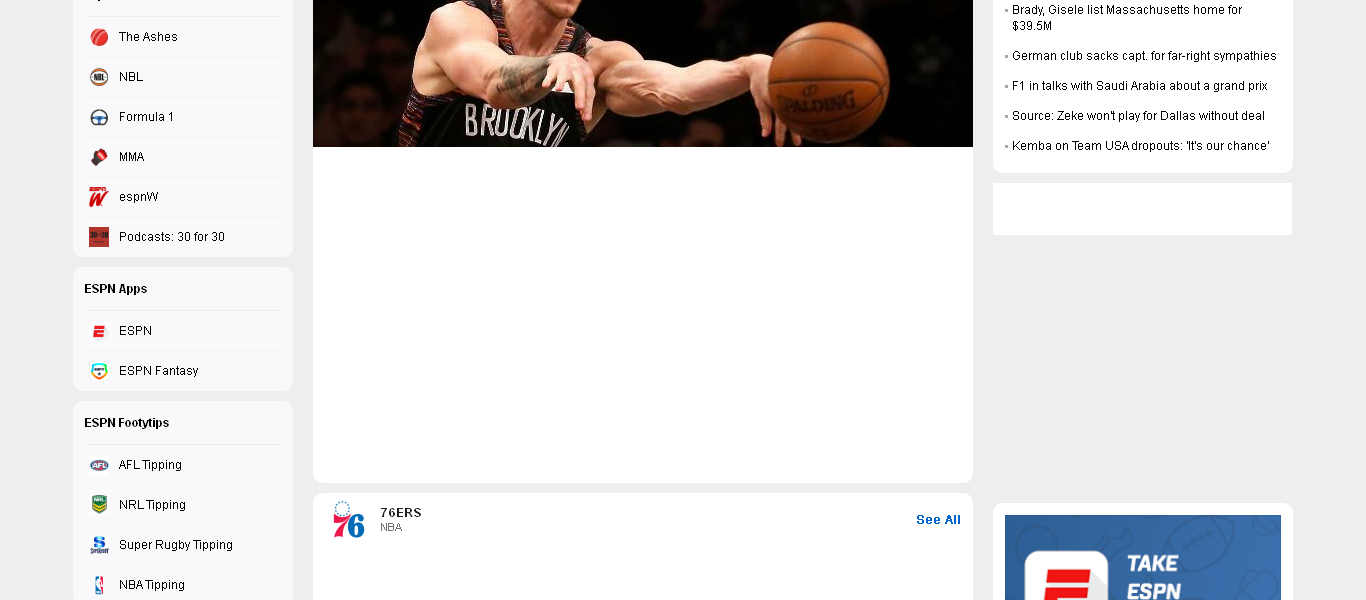 The Ashes
NBL
Formula 1
MMA
espnW
Podcasts: 30 for 30
ESPN Apps
ESPN
ESPN Fantasy
ESPN Footytips
AFL Tipping
NRL Tipping
Super Rugby Tipping
NBA Tipping
BROOKLYN
SPALDING
76ERS
NBA
See All
Brady, Gisele list Massachusetts home for
$39.5M
German club sacks capt. for far-right sympathies
F1 in talks with Saudi Arabia about a grand prix
Source: Zeke won't play for Dallas without deal
Kemba on Team USA dropouts: 'It's our chance'
TAKE
ESPN